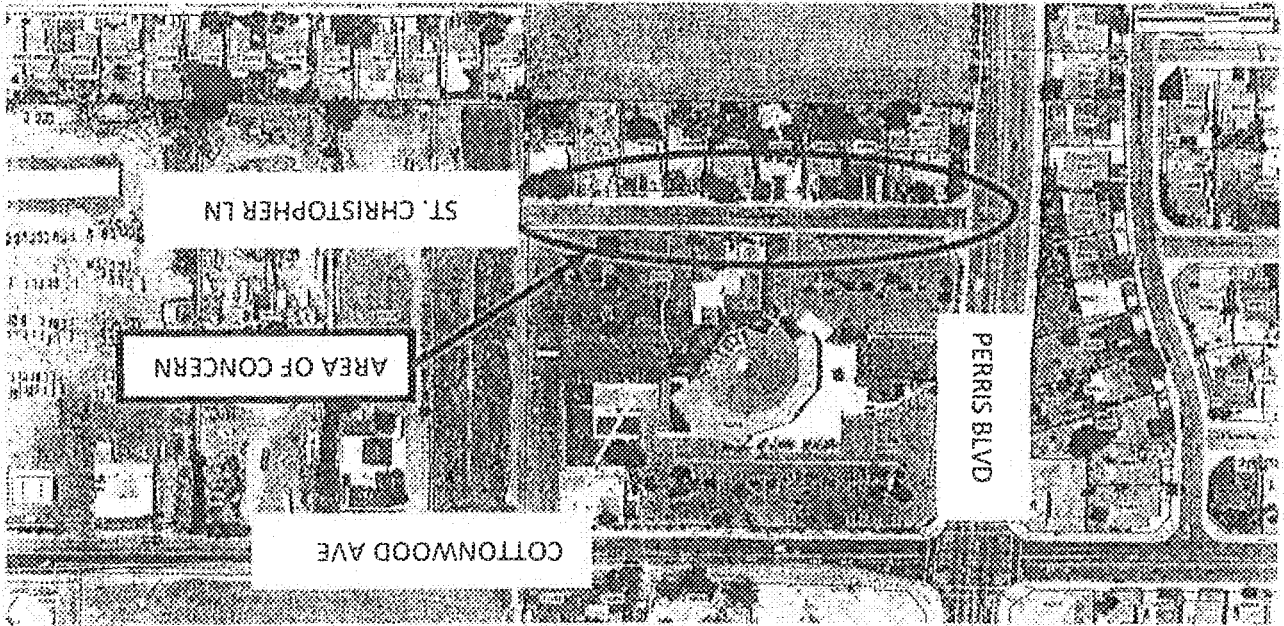 COTTONWOOD AVE
PERRIS BLVD
AREA OF CONCERN
ST. CHRISTOPHER LN